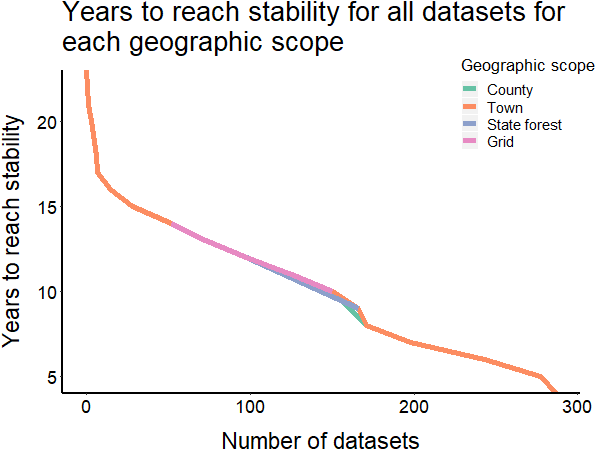 Years to reach stability for all datasets for
each geographic scope
Geographic scope
County
Town
State forest
Grid
Years to reach stability
20
15
10
5
0
100
200
300
Number of datasets